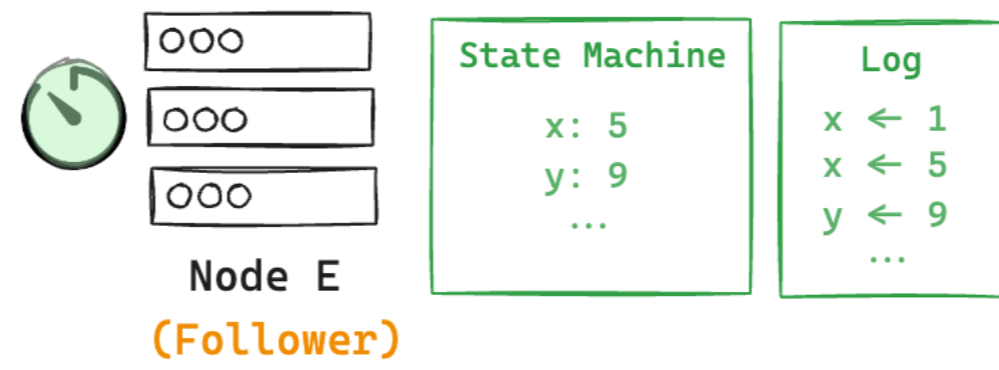 State Machine
x: 5
y: 9
...
Log
x ← 1
x ← 5
y ← 9
...
Node E
(Follower)